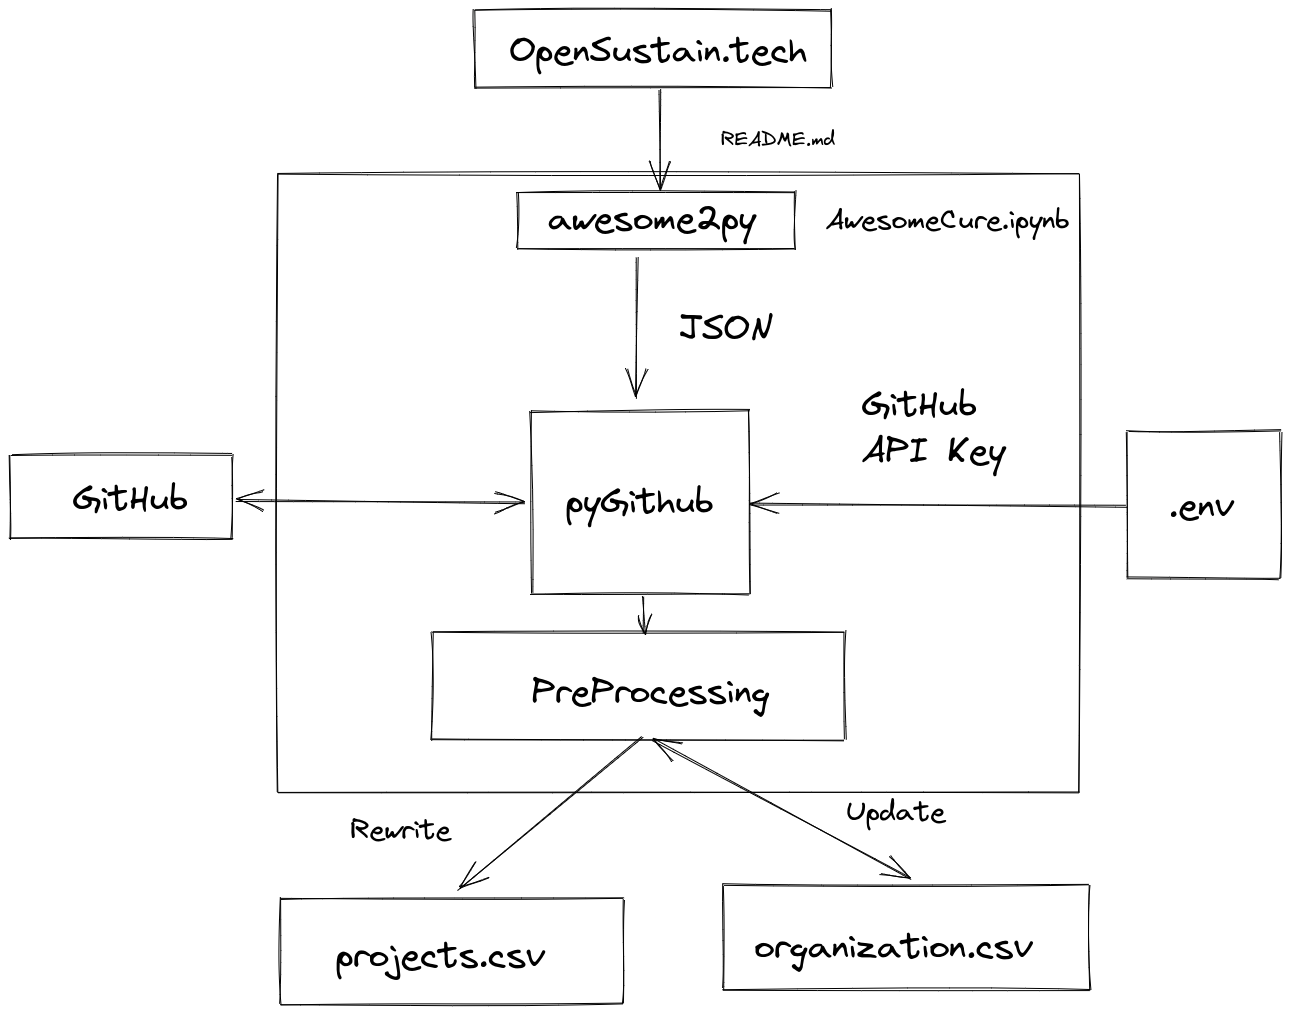 OpenSustain.tech
README.md
awesome2py
AwesomeCure.ipynb
JSON
GitHub
API Key
GitHub
pyGithub
.env
PreProcessing
Rewrite
Update
projects.csv
organization.csv